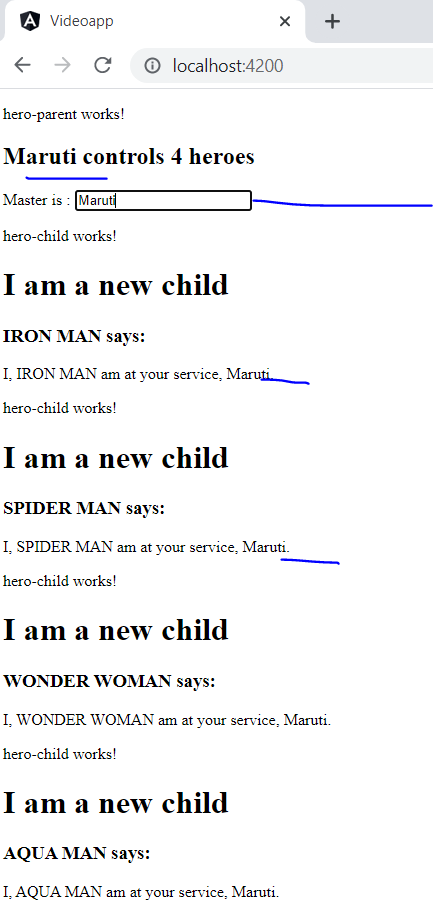 Videoapp
localhost:4200
hero-parent works!
Maruti controls 4 heroes
Master is : Maruti
hero-child works!
I am a new child
IRON MAN says:
I, IRON MAN am at your service, Maruti.
hero-child works!
I am a new child
SPIDER MAN says:
I, SPIDER MAN am at your service, Maruti.
hero-child works!
I am a new child
WONDER WOMAN says:
I, WONDER WOMAN am at your service, Maruti.
hero-child works!
I am a new child
AQUA MAN says:
I, AQUA MAN am at your service, Maruti.